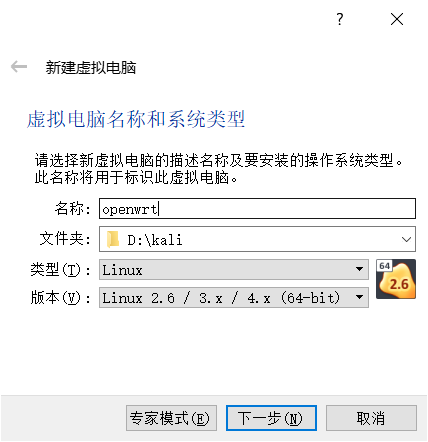 ?
新建虚拟电脑
虚拟电脑名称和系统类型
请选择新虚拟电脑的描述名称及要安装的操作系统类型。
此名称将用于标识此虚拟电脑。
名称: openwrt
文件夹: D:\kali
类型(T): Linux
64
版本(V): Linux 2.6 / 3.x / 4.x (64-bit)
2.6
专家模式(E) 下一步(N) 取消